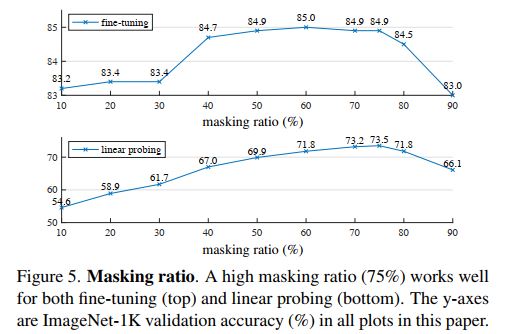 fine-tuning
85
84
83
83.2 83.4 83.4 84.7 84.9 85.0 84.9 84.9 84.5 83.0
10 20 30 40 50 60 70 80 90
masking ratio (%)
linear probing
70
60
50
54.6 58.9 61.7 67.0 69.9 71.8 73.2 73.5 71.8 66.1
10 20 30 40 50 60 70 80 90
masking ratio (%)
Figure 5. Masking ratio. A high masking ratio (75%) works well
for both fine-tuning (top) and linear probing (bottom). The y-axes
are ImageNet-1K validation accuracy (%) in all plots in this paper.